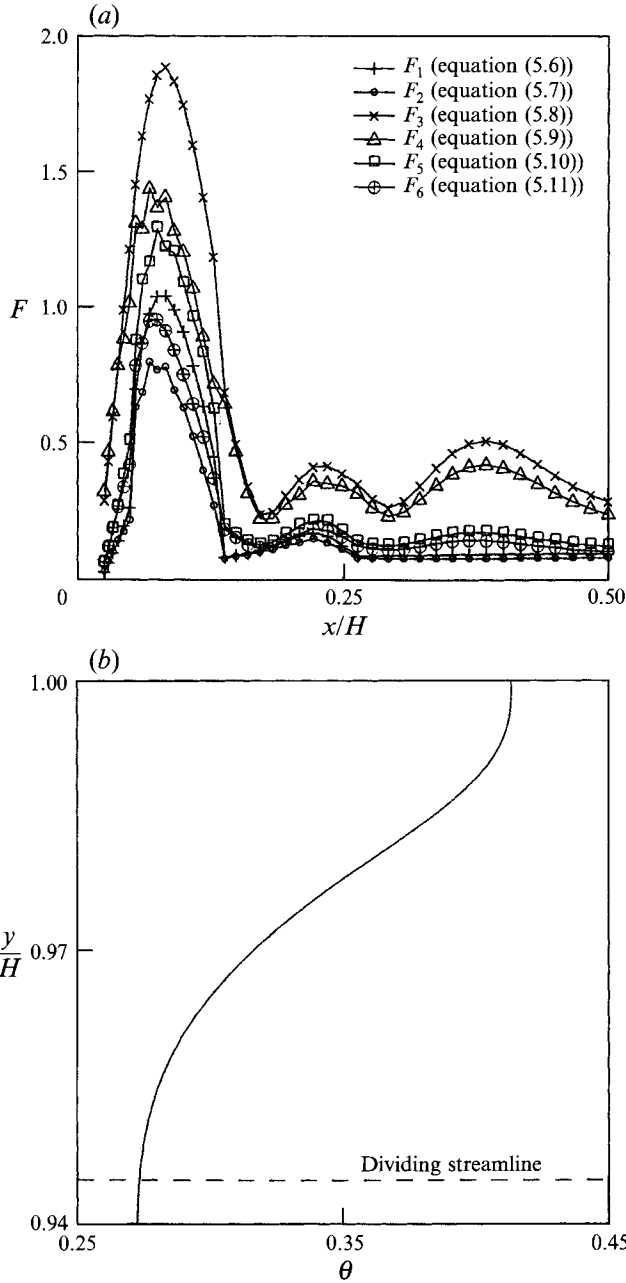 (a)
2.0
F₁ (equation (5.6))
F₂ (equation (5.7))
F₃ (equation (5.8))
F₄ (equation (5.9))
F₅ (equation (5.10))
F₆ (equation (5.11))
1.5
F
1.0
0.5
0
0.25
0.50
x/H
(b)
1.00
y/H
0.97
Dividing streamline
0.94
0.25
0.35
0.45
θ